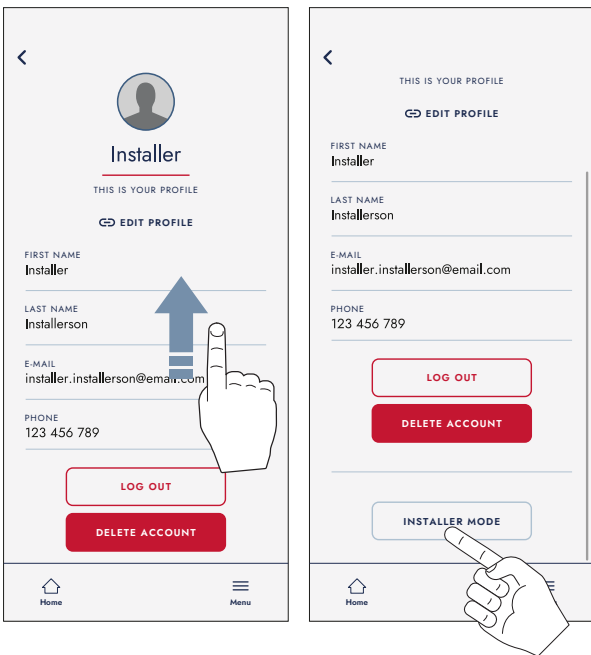 Installer
THIS IS YOUR PROFILE
EDIT PROFILE
FIRST NAME
Installer
LAST NAME
Installerson
E-MAIL
installer.installerson@email.com
PHONE
123 456 789
LOG OUT
DELETE ACCOUNT
Home
Menu
THIS IS YOUR PROFILE
EDIT PROFILE
FIRST NAME
Installer
LAST NAME
Installerson
E-MAIL
installer.installerson@email.com
PHONE
123 456 789
LOG OUT
DELETE ACCOUNT
INSTALLER MODE
Home